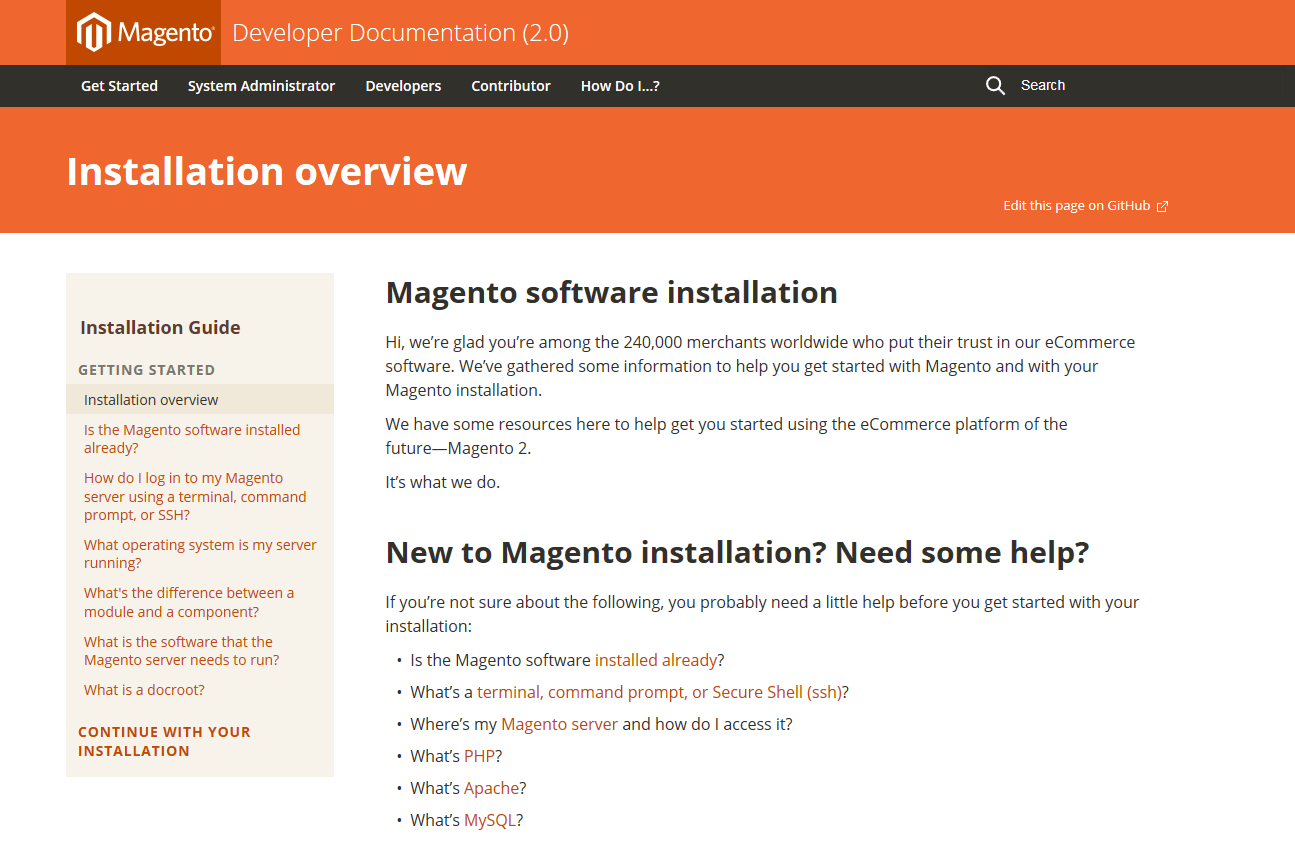 Magento Developer Documentation (2.0)
Get Started System Administrator Developers Contributor How Do I...? Search
Installation overview
Edit this page on GitHub
Installation Guide
GETTING STARTED
Installation overview
Is the Magento software installed
already?
How do I log in to my Magento
server using a terminal, command
prompt, or SSH?
What operating system is my server
running?
What's the difference between a
module and a component?
What is the software that the
Magento server needs to run?
What is a docroot?
CONTINUE WITH YOUR
INSTALLATION
Magento software installation
Hi, we’re glad you’re among the 240,000 merchants worldwide who put their trust in our eCommerce
software. We’ve gathered some information to help you get started with Magento and with your
Magento installation.
We have some resources here to help get you started using the eCommerce platform of the
future—Magento 2.
It’s what we do.
New to Magento installation? Need some help?
If you’re not sure about the following, you probably need a little help before you get started with your
installation:
• Is the Magento software installed already?
• What’s a terminal, command prompt, or Secure Shell (ssh)?
• Where’s my Magento server and how do I access it?
• What’s PHP?
• What’s Apache?
• What’s MySQL?